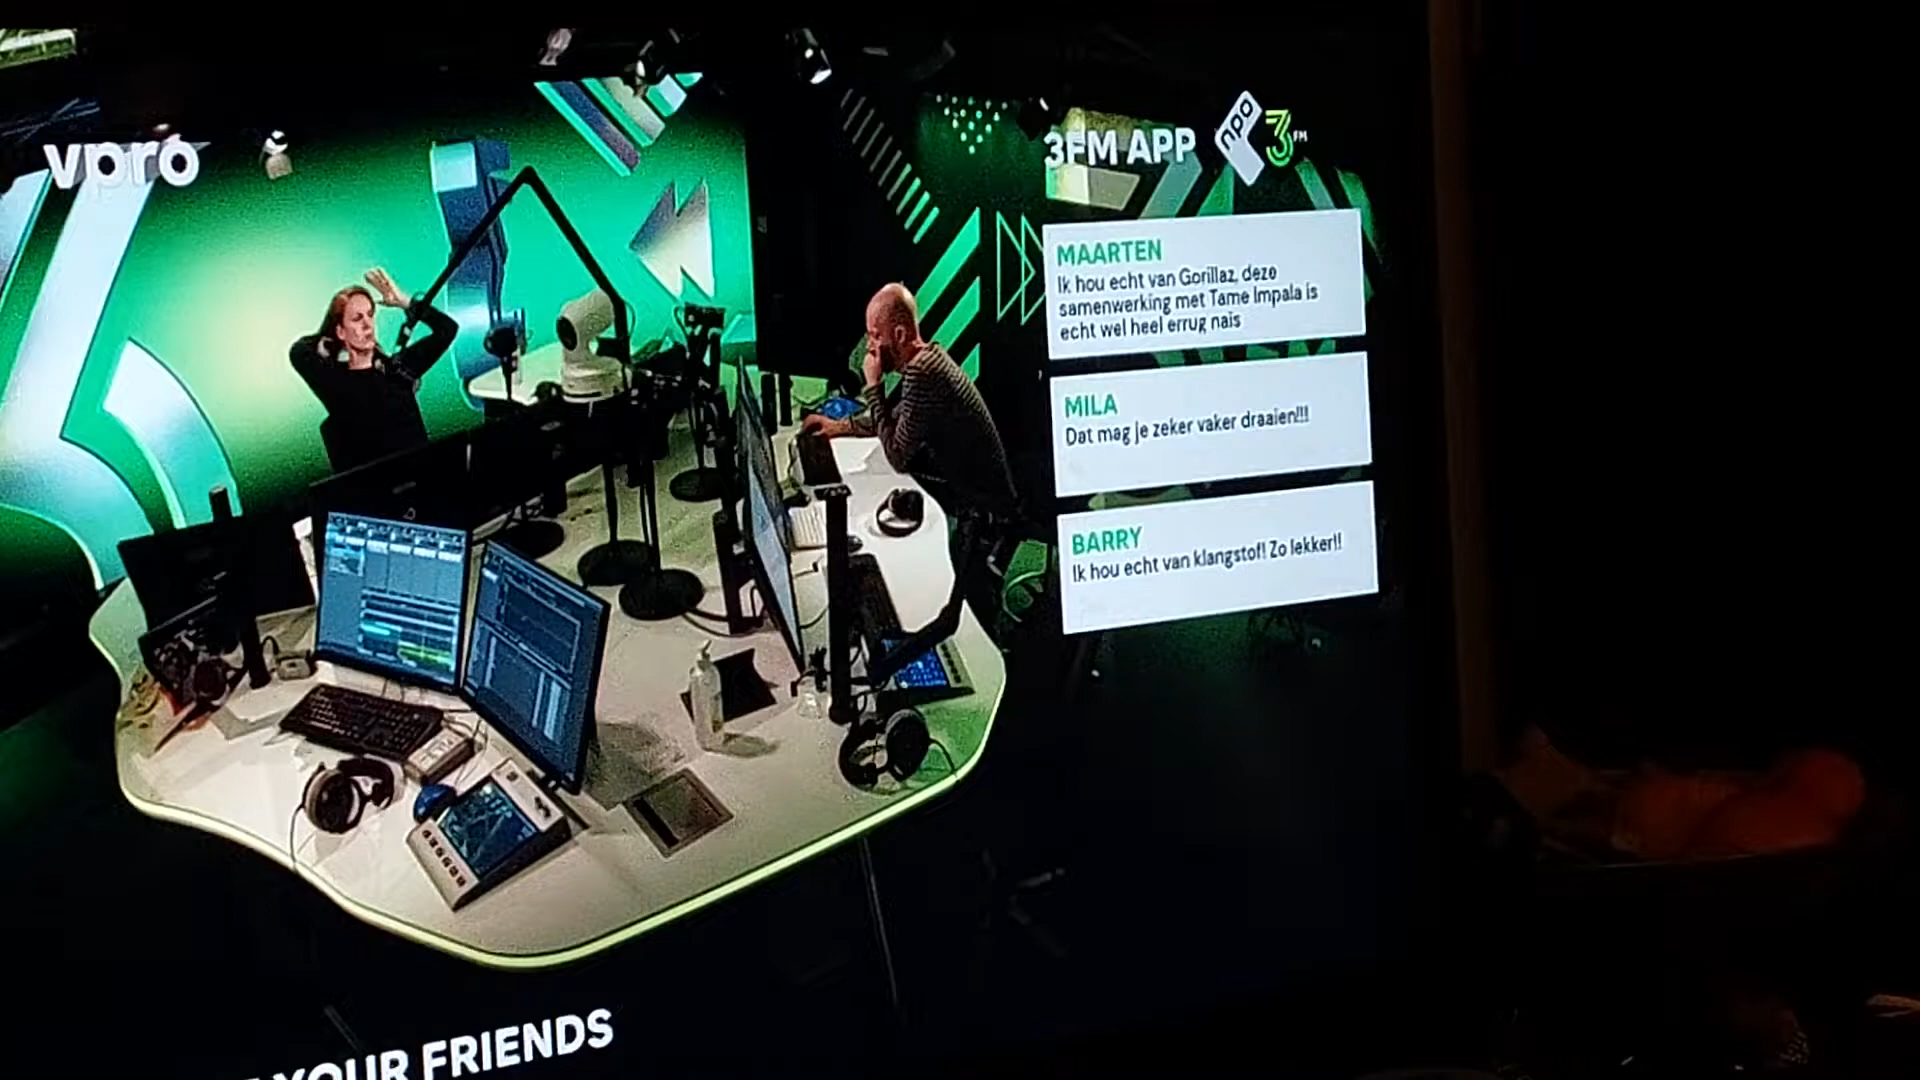 vpro
3FM APP
npo
3FM
MAARTEN
Ik hou echt van Gorillaz, deze
samenwerking met Tame Impala is
echt wel heel errug nais
MILA
Dat mag je zeker vaker draaien!!!
BARRY
Ik hou echt van klangstof! Zo lekker!!
YOUR FRIENDS